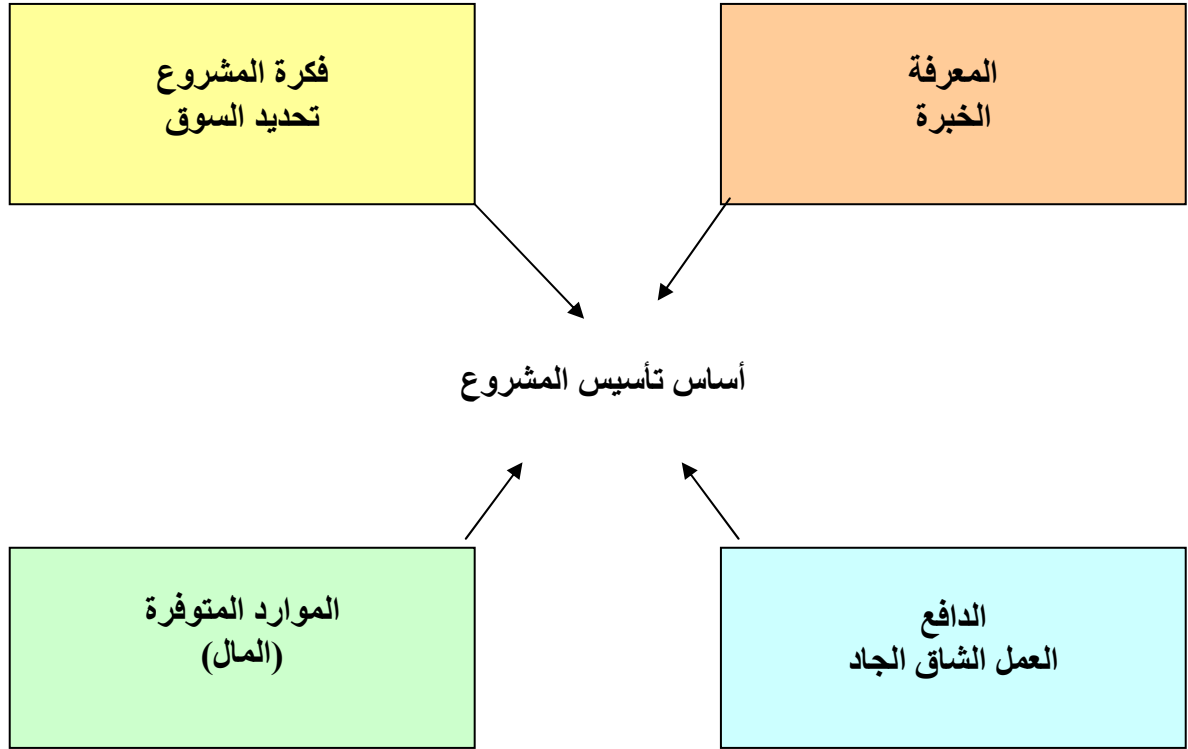 المعرفة
الخبرة
فكرة المشروع
تحديد السوق
أساس تأسيس المشروع
الدافع
العمل الشاق الجاد
الموارد المتوفرة
(المال)